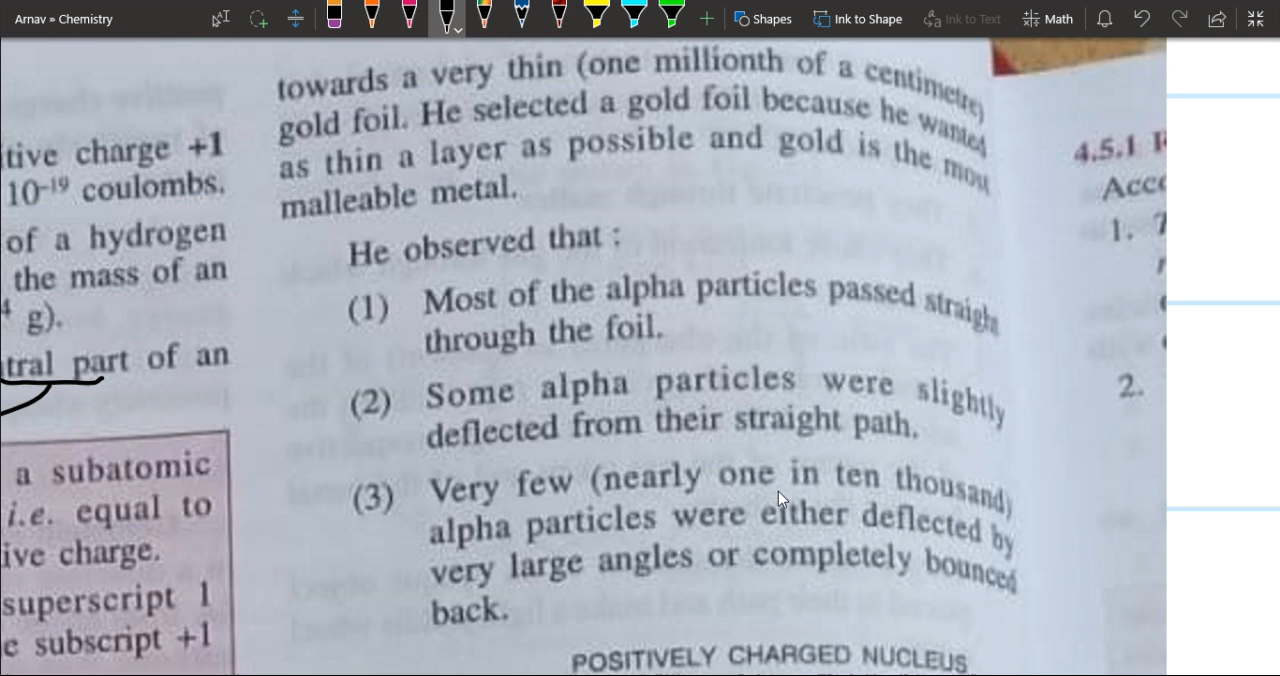 Arnav » Chemistry
Shapes
Ink to Shape
Ink to Text
Math
tive charge +1
10⁻¹⁹ coulombs.
of a hydrogen
the mass of an
g).
tral part of an
a subatomic
i.e. equal to
ive charge.
superscript 1
e subscript +1
towards a very thin (one millionth of a centimetre)
gold foil. He selected a gold foil because he wanted
as thin a layer as possible and gold is the most
malleable metal.
He observed that :
(1) Most of the alpha particles passed straight
through the foil.
(2) Some alpha particles were slightly
deflected from their straight path.
(3) Very few (nearly one in ten thousand)
alpha particles were either deflected by
very large angles or completely bounced
back.
POSITIVELY CHARGED NUCLEUS
4.5.1
Acc
1.
2.